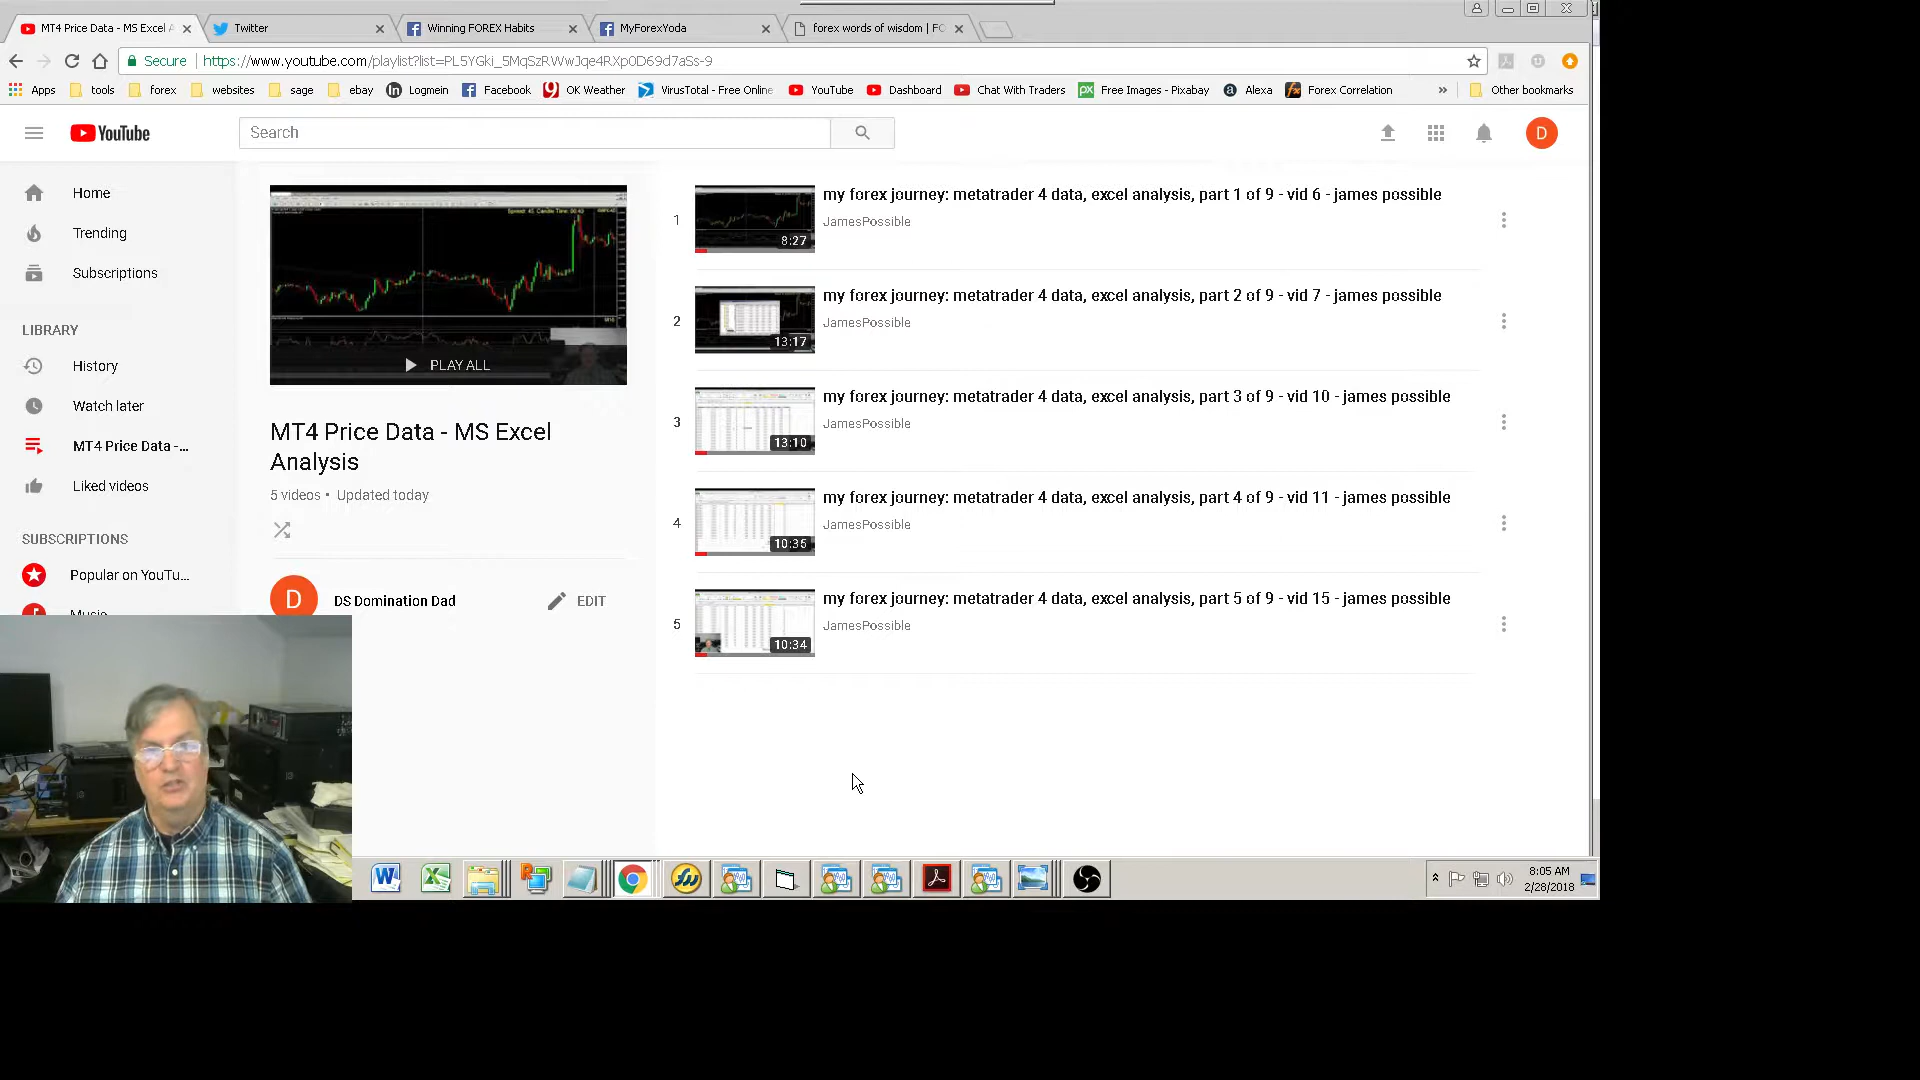 MT4 Price Data - MS Excel A
Twitter
Winning FOREX Habits
MyForexYoda
forex words of wisdom | FO
Secure
https://www.youtube.com/playlist?list=PL5YGki_5MqSzRWwJqe4RXp0D69d7aSs-9
Apps
tools
forex
websites
sage
ebay
Logmein
Facebook
OK Weather
VirusTotal - Free Online
YouTube
Dashboard
Chat With Traders
Free Images - Pixabay
Alexa
Forex Correlation
»
Other bookmarks
YouTube
Search
D
Home
Trending
Subscriptions
LIBRARY
History
Watch later
MT4 Price Data -...
Liked videos
SUBSCRIPTIONS
Popular on YouTu...
Music
PLAY ALL
MT4 Price Data - MS Excel
Analysis
5 videos • Updated today
D
DS Domination Dad
EDIT
1
8:27
my forex journey: metatrader 4 data, excel analysis, part 1 of 9 - vid 6 - james possible
JamesPossible
2
13:17
my forex journey: metatrader 4 data, excel analysis, part 2 of 9 - vid 7 - james possible
JamesPossible
3
13:10
my forex journey: metatrader 4 data, excel analysis, part 3 of 9 - vid 10 - james possible
JamesPossible
4
10:35
my forex journey: metatrader 4 data, excel analysis, part 4 of 9 - vid 11 - james possible
JamesPossible
5
10:34
my forex journey: metatrader 4 data, excel analysis, part 5 of 9 - vid 15 - james possible
JamesPossible
8:05 AM
2/28/2018